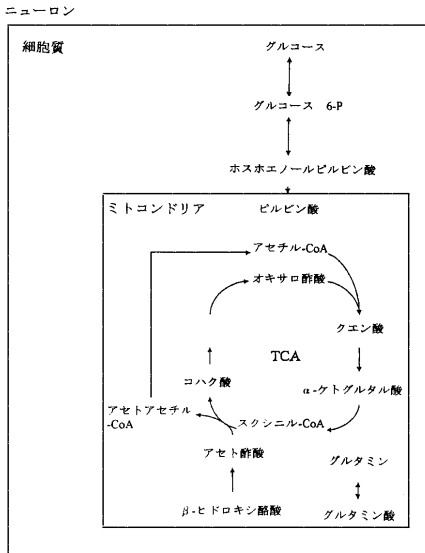 ニューロン
細胞質
グルコース
グルコース 6-P
ホスホエノールピルビン酸
ミトコンドリア
ピルビン酸
アセチル-CoA
オキサロ酢酸
クエン酸
TCA
コハク酸
α-ケトグルタル酸
アセトアセチル
-CoA
スクシニル-CoA
アセト酢酸
グルタミン
β-ヒドロキシ酪酸
グルタミン酸